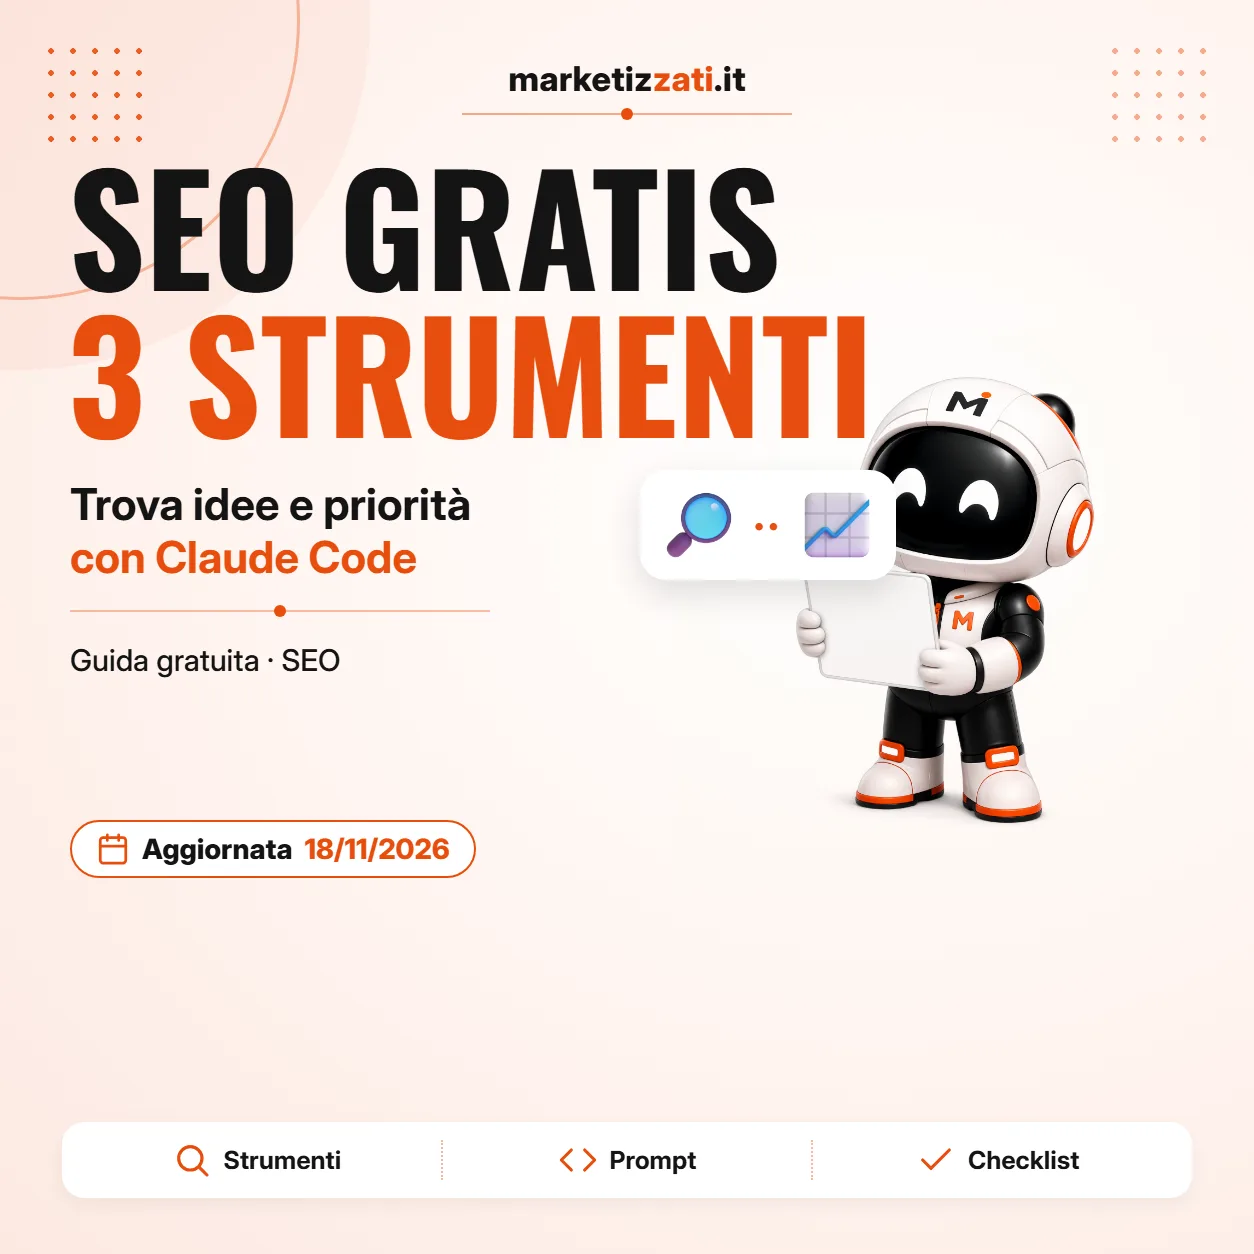 marketizzati.it
SEO GRATIS
3 STRUMENTI
Trova idee e priorità
con Claude Code
Guida gratuita · SEO
Aggiornata 18/11/2026
M
M
Strumenti
Prompt
Checklist